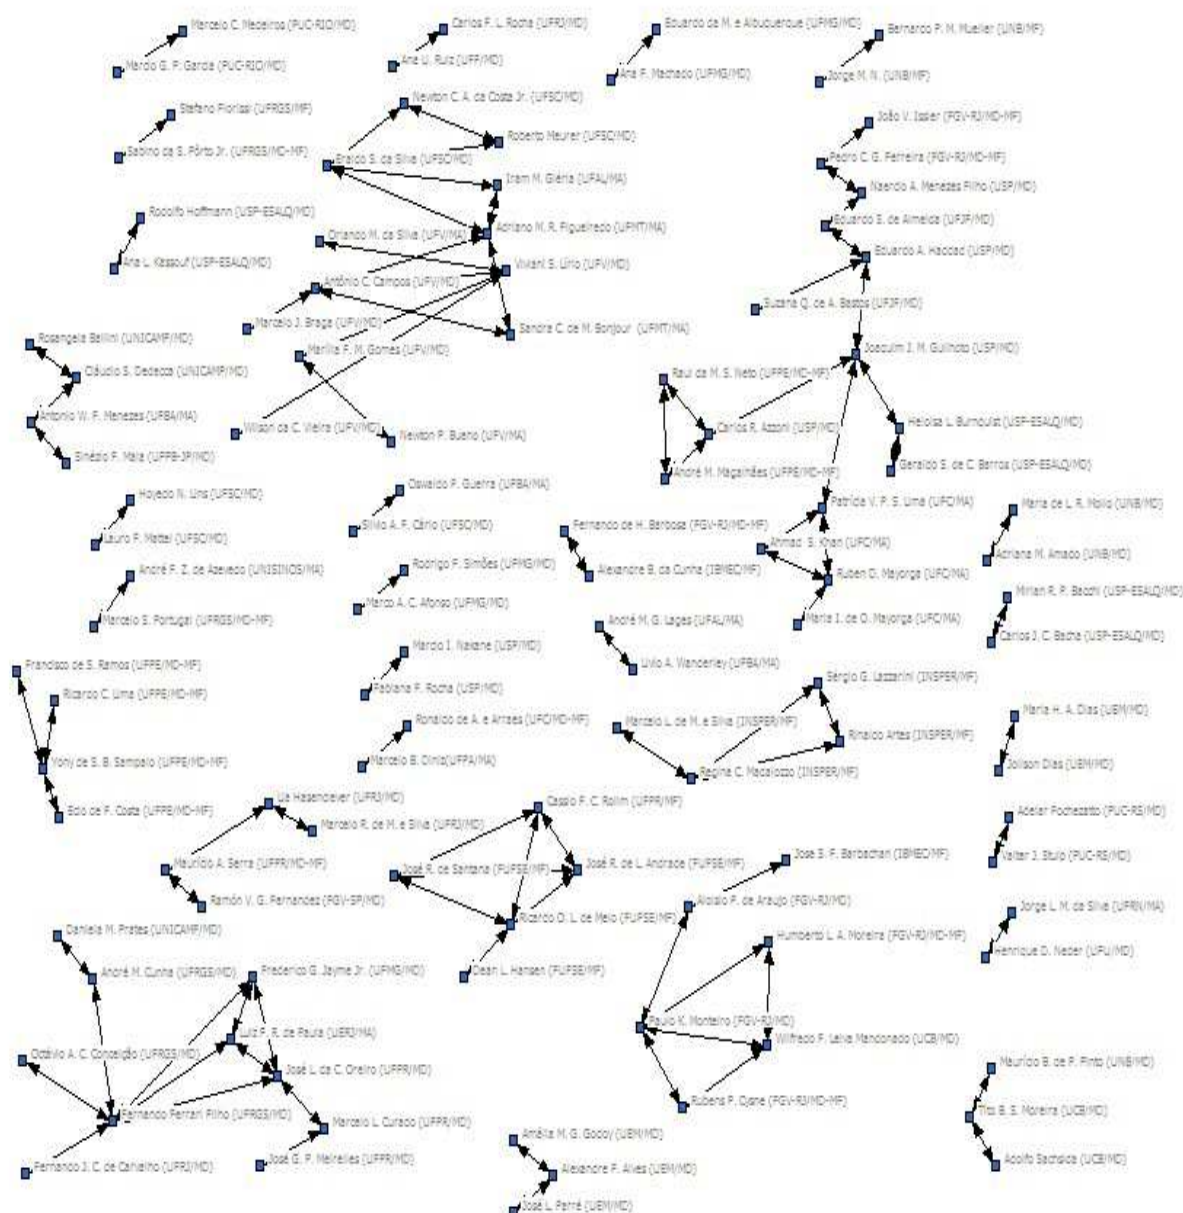 Marcelo C. Medeiros (PUC-RIO/MD)
Marcio G. P. Garcia (PUC-RIO/MD)
Carlos F. L. Rocha (UFRJ/MD)
Ana U. Ruiz (UFF/MD)
Eduardo da M. e Albuquerque (UFMG/MD)
Ana F. Machado (UFMG/MD)
Bernardo P. M. Mueller (UNB/MF)
Jorge M. N. (UNB/MF)
Stefano Florissi (UFRGS/MF)
Sabino da S. Pôrto Jr. (UFRGS/MD-MF)
Newton C. A. da Costa Jr. (UFSC/MD)
Roberto Meurer (UFSC/MD)
Eraldo S. da Silva (UFSC/MD)
Iram M. Gléria (UFAL/MA)
João V. Issler (FGV-RJ/MD-MF)
Pedro C. G. Ferreira (FGV-RJ/MD-MF)
Naercio A. Menezes Filho (USP/MD)
Eduardo S. de Almeida (UFJF/MD)
Eduardo A. Haddad (USP/MD)
Suzana Q. de A. Bastos (UFJF/MD)
Rodolfo Hoffmann (USP-ESALQ/MD)
Ana L. Kassouf (USP-ESALQ/MD)
Orlando M. da Silva (UFV/MA)
Adriano M. R. Figueiredo (UFMT/MA)
Viviani S. Lírio (UFV/MD)
Antônio C. Campos (UFV/MD)
Marcelo J. Braga (UFV/MD)
Sandra C. de M. Bonjour (UFMT/MA)
Marília F. M. Gomes (UFV/MD)
Wilson da C. Vieira (UFV/MD)
Newton P. Bueno (UFV/MA)
Rosangela Ballini (UNICAMP/MD)
Cláudio S. Dedecca (UNICAMP/MD)
Antonio W. F. Menezes (UFBA/MA)
Sinézio F. Maia (UFPB-JP/MD)
Joaquim J. M. Guilhoto (USP/MD)
Raul da M. S. Neto (UFPE/MD-MF)
Carlos R. Azzoni (USP/MD)
André M. Magalhães (UFPE/MD-MF)
Heloisa L. Burnquist (USP-ESALQ/MD)
Geraldo S. de C. Barros (USP-ESALQ/MD)
Hoyedo N. Lins (UFSC/MD)
Lauro F. Mattei (UFSC/MD)
Osvaldo F. Guerra (UFBA/MA)
Silvio A. F. Cário (UFSC/MD)
Fernando de H. Barbosa (FGV-RJ/MD-MF)
Alexandre B. da Cunha (IBMEC/MF)
Patrícia V. P. S. Lima (UFC/MA)
Ahmad S. Khan (UFC/MA)
Ruben D. Mayorga (UFC/MA)
Maria I. de O. Mayorga (UFC/MA)
Maria de L. R. Mollo (UNB/MD)
Adriana M. Amado (UNB/MD)
André F. Z. de Azevedo (UNISINOS/MA)
Marcelo S. Portugal (UFRGS/MD-MF)
Rodrigo F. Simões (UFMG/MD)
Marco A. C. Afonso (UFMG/MD)
Mirian R. P. Bacchi (USP-ESALQ/MD)
Carlos J. C. Bacha (USP-ESALQ/MD)
André M. G. Lages (UFAL/MA)
Livio A. Wanderley (UFBA/MA)
Francisco de S. Ramos (UFPE/MD-MF)
Ricardo C. Lima (UFPE/MD-MF)
Yony de S. B. Sampaio (UFPE/MD-MF)
Ecio de F. Costa (UFPE/MD-MF)
Marcio I. Nakane (USP/MD)
Fabiana F. Rocha (USP/MD)
Ronaldo de A. e Arraes (UFC/MD-MF)
Marcelo B. Diniz(UFPA/MA)
Sérgio G. Lazzarini (INSPER/MF)
Marcelo L. de M. e Silva (INSPER/MF)
Rinaldo Artes (INSPER/MF)
Regina C. Madalozzo (INSPER/MF)
Maria H. A. Dias (UEM/MD)
Joilson Dias (UEM/MD)
Lia Hasenclever (UFRJ/MD)
Marcelo R. de M. e Silva (UFRJ/MD)
Maurício A. Serra (UFPR/MD-MF)
Ramón V. G. Fernandez (FGV-SP/MD)
Cassio F. C. Rolim (UFPR/MF)
José R. de Santana (FUFSE/MF)
José R. de L. Andrade (FUFSE/MF)
Ricardo O. L. de Melo (FUFSE/MF)
Dean L. Hansen (FUFSE/MF)
Adelar Fochezatto (PUC-RS/MD)
Valter J. Stulp (PUC-RS/MD)
Jose S. F. Barbachan (IBMEC/MF)
Aloisio P. de Araujo (FGV-RJ/MD)
Humberto L. A. Moreira (FGV-RJ/MD-MF)
Paulo K. Monteiro (FGV-RJ/MD)
Wilfredo F. Leiva Mandonado (UCB/MD)
Rubens P. Cysne (FGV-RJ/MD-MF)
Jorge L. M. da Silva (UFRN/MA)
Henrique D. Neder (UFU/MD)
Daniela M. Prates (UNICAMP/MD)
André M. Cunha (UFRGS/MD)
Frederico G. Jayme Jr. (UFMG/MD)
Luiz F. R. de Paula (UERJ/MA)
Octávio A. C. Conceição (UFRGS/MD)
José L. da C. Oreiro (UFPR/MD)
Fernando Ferrari Filho (UFRGS/MD)
Marcelo L. Curado (UFPR/MD)
Fernando J. C. de Carvalho (UFRJ/MD)
José G. P. Meirelles (UFPR/MD)
Amália M. G. Godoy (UEM/MD)
Alexandre F. Alves (UEM/MD)
José L. Parré (UEM/MD)
Maurício B. de P. Pinto (UNB/MD)
Tito B. S. Moreira (UCB/MD)
Adolfo Sachsida (UCB/MD)